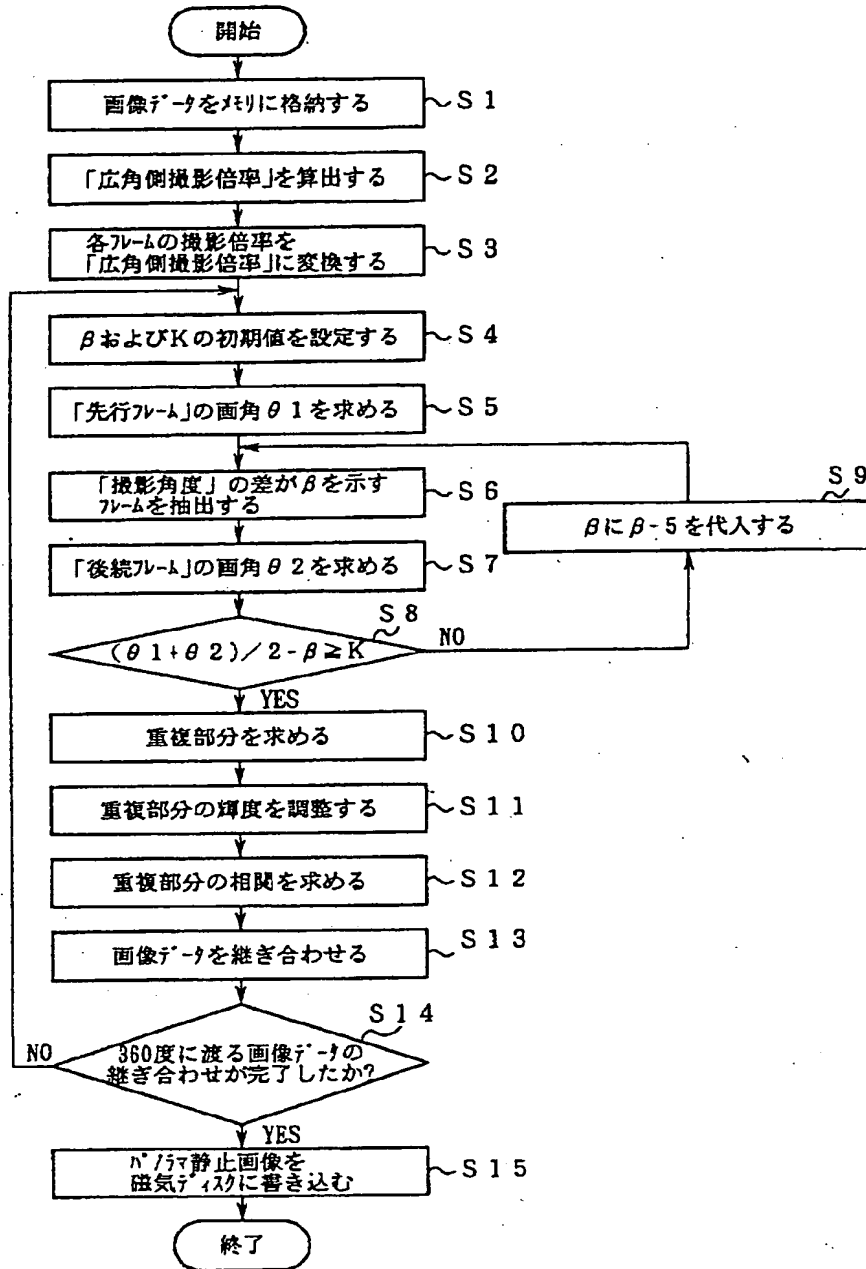 開始
画像データをメモリに格納する
S1
「広角側撮影倍率」を算出する
S2
各フレームの撮影倍率を
「広角側撮影倍率」に変換する
S3
βおよびKの初期値を設定する
S4
「先行フレーム」の画角θ1を求める
S5
「撮影角度」の差がβを示す
フレームを抽出する
S6
S9
βにβ-5を代入する
「後続フレーム」の画角θ2を求める
S7
S8
(θ1+θ2)/2-β≧K
NO
YES
重複部分を求める
S10
重複部分の輝度を調整する
S11
重複部分の相関を求める
S12
画像データを継ぎ合わせる
S13
S14
360度に渡る画像データの
継ぎ合わせが完了したか?
NO
YES
パノラマ静止画像を
磁気ディスクに書き込む
S15
終了